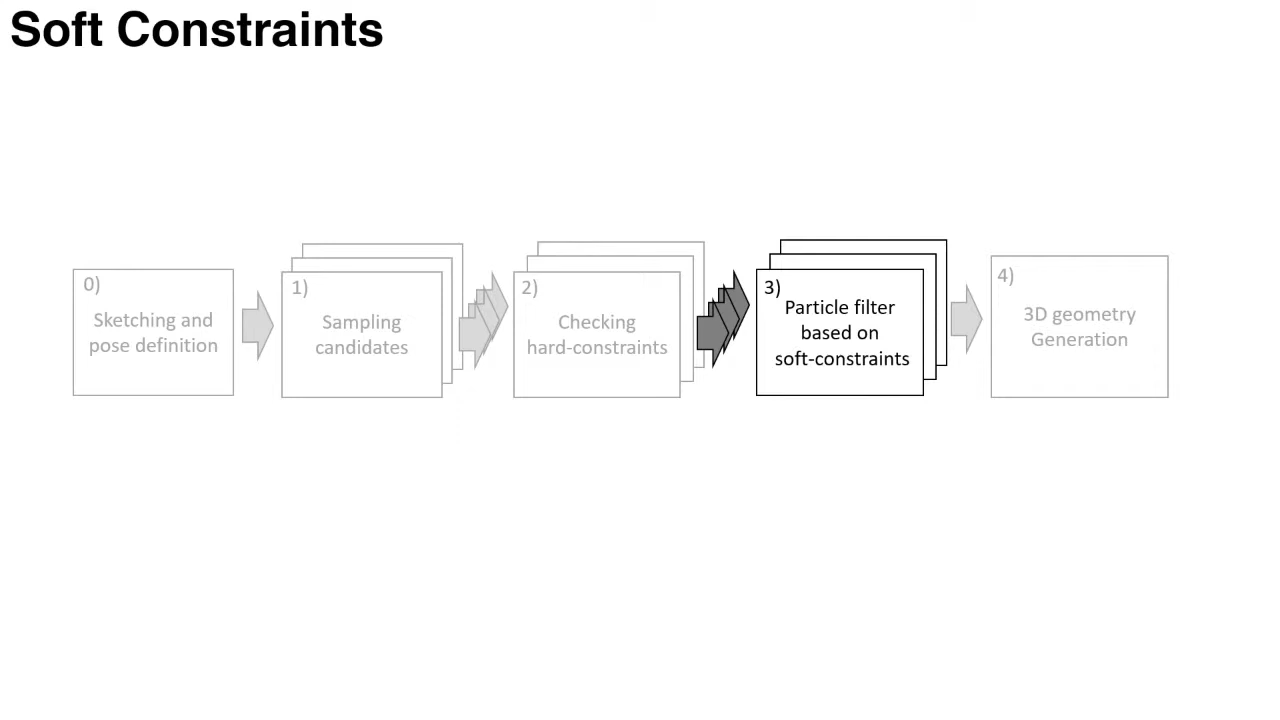 Soft Constraints
0)
Sketching and
pose definition
1)
Sampling
candidates
2)
Checking
hard-constraints
3)
Particle filter
based on
soft-constraints
4)
3D geometry
Generation